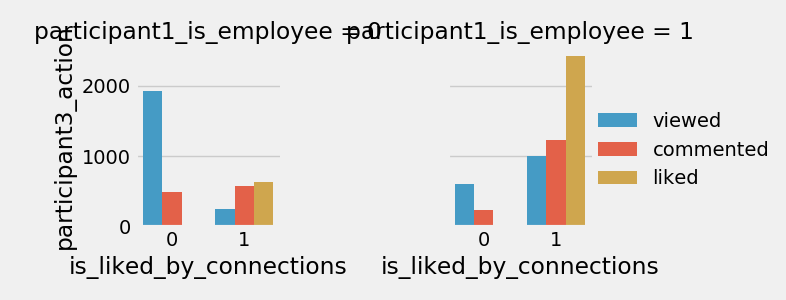 participant1_is_employee = 0
participant1_is_employee = 1
participant3_action
2000
1000
0
0
1
0
1
is_liked_by_connections
is_liked_by_connections
viewed
commented
liked